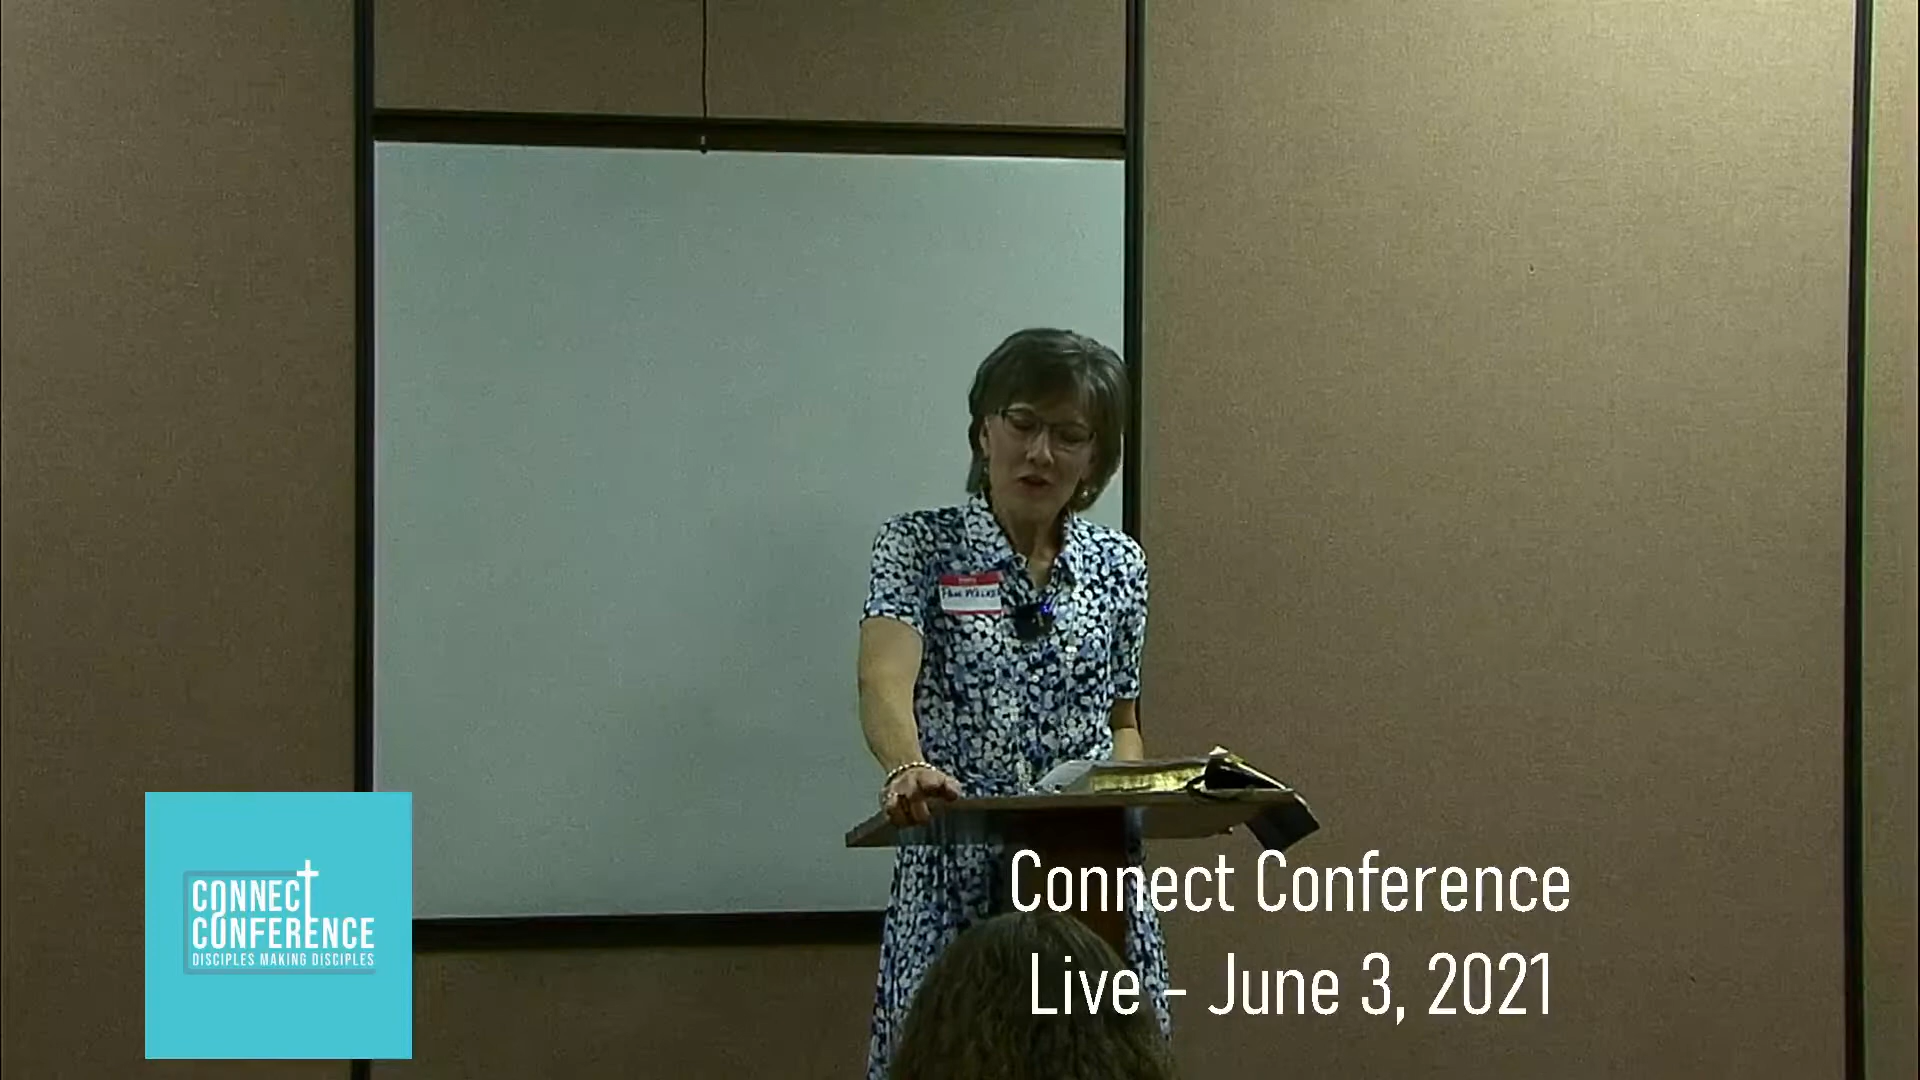 CONNECT
CONFERENCE
DISCIPLES MAKING DISCIPLES
Connect Conference
Live - June 3, 2021